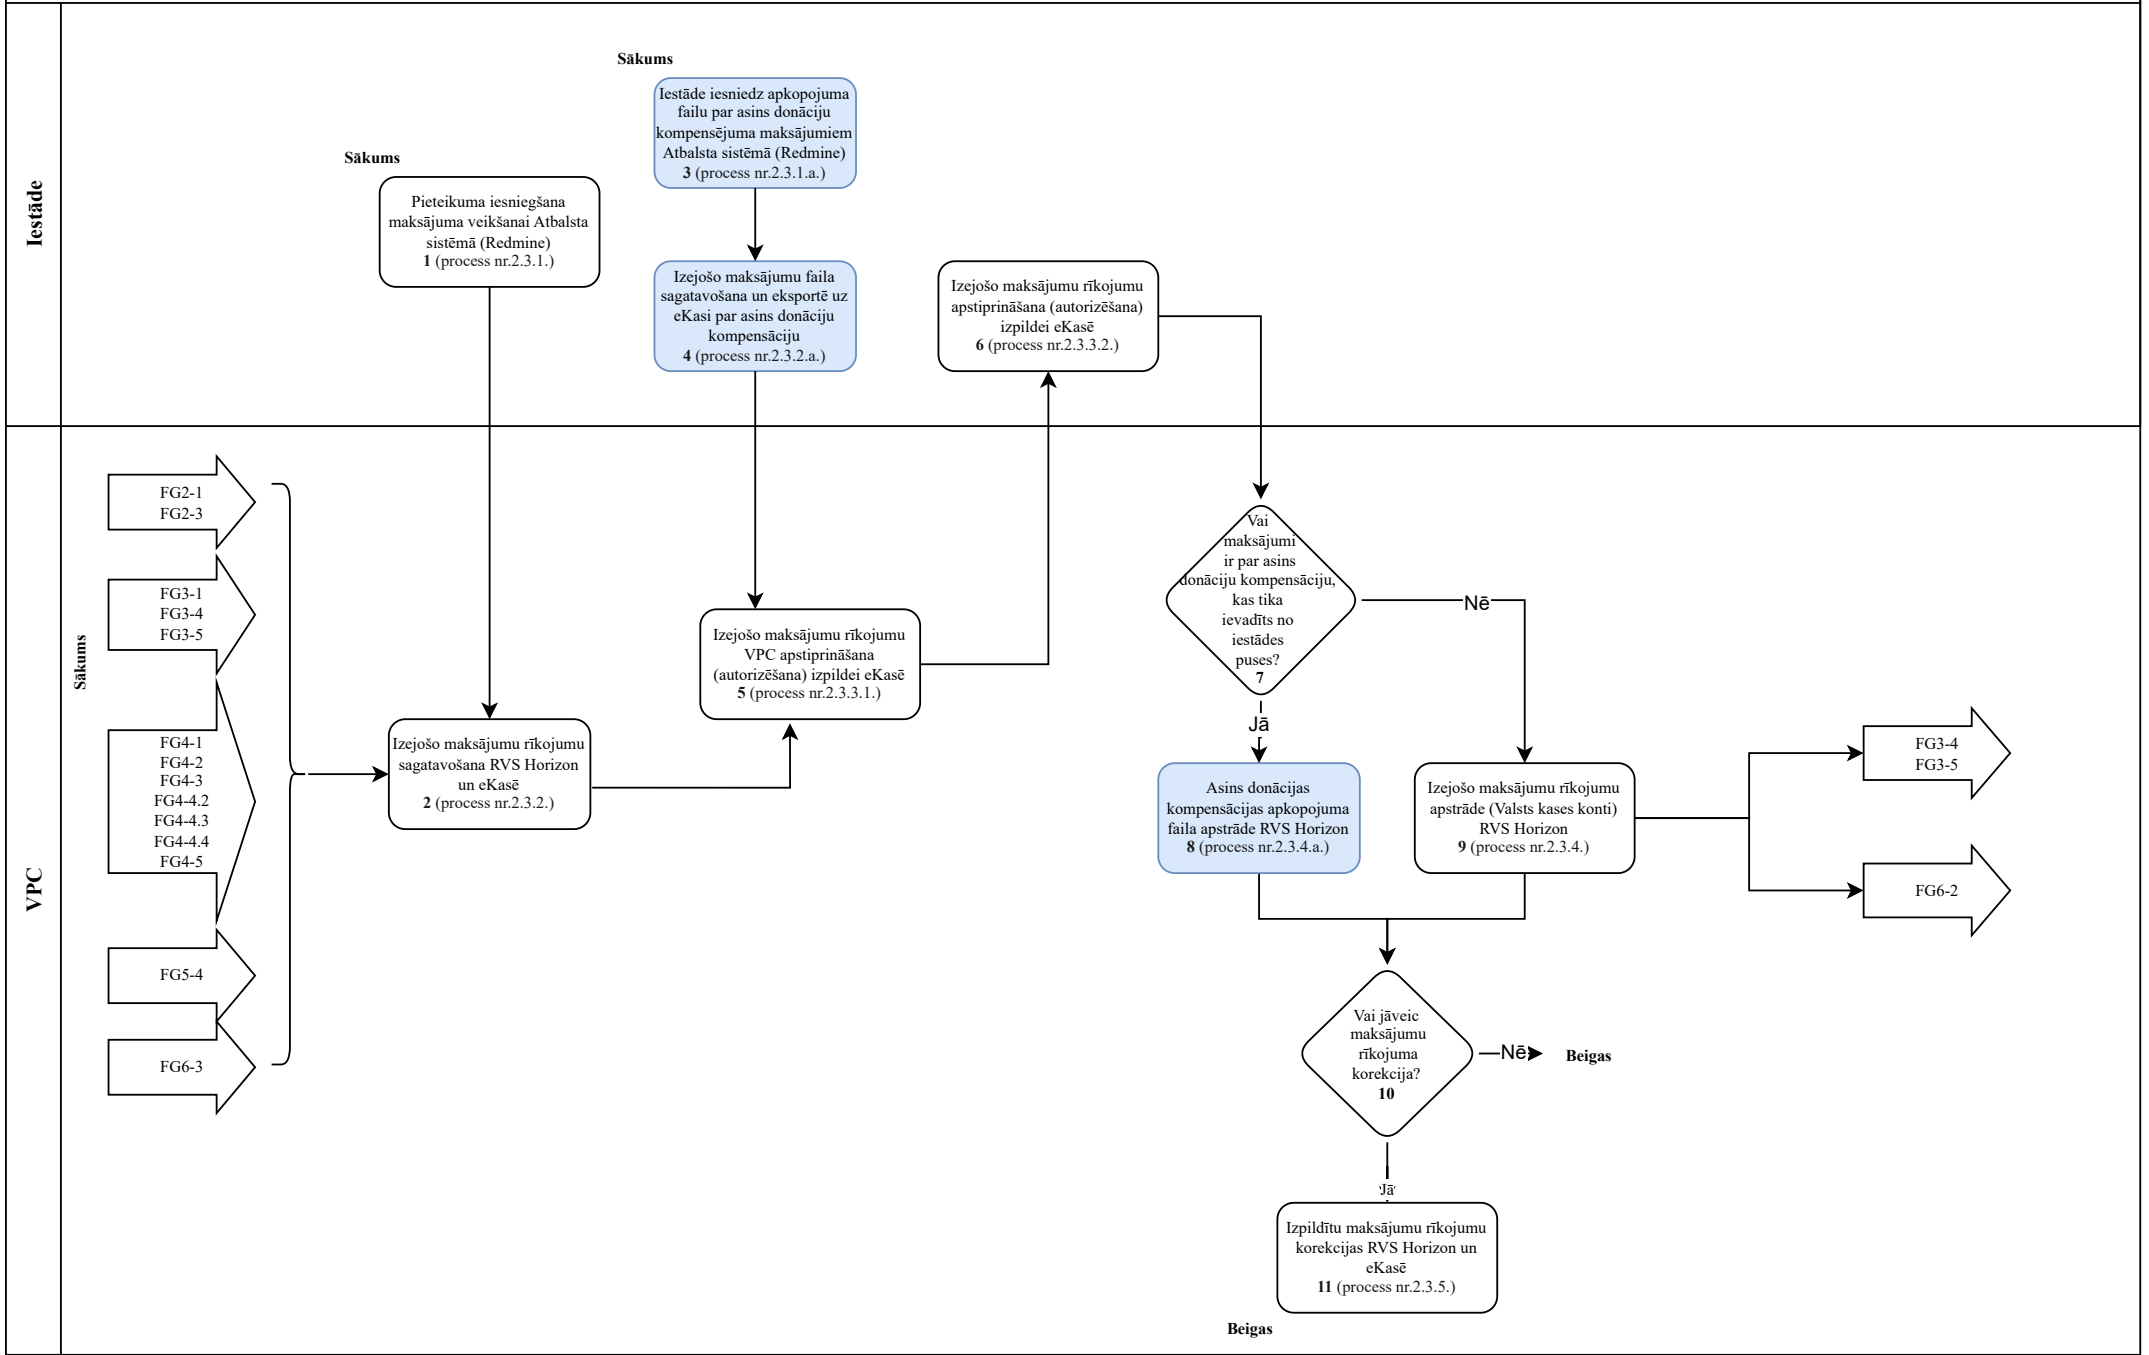 Iestāde
Sākums
Iestāde iesniedz apkopojuma
failu par asins donāciju
kompensējuma maksājumiem
Atbalsta sistēmā (Redmine)
3 (process nr.2.3.1.a.)
Sākums
Pieteikuma iesniegšna
maksājuma veikšanai Atbalsta
sistēmā (Redmine)
1 (process nr.2.3.1.)
Izejošo maksājumu faila
sagatavošana un eksportē uz
eKasi par asins donāciju
kompensāciju
4 (process nr.2.3.2.a.)
Izejošo maksājumu rīkojumu
apstiprināšana (autorizēšana)
izpildei eKasē
6 (process nr.2.3.3.2.)
VPC
Sākums
FG2-1
FG2-3
FG3-1
FG3-4
FG3-5
FG4-1
FG4-2
FG4-3
FG4-4.2
FG4-4.3
FG4-4.4
FG4-5
FG5-4
FG6-3
Izejošo maksājumu rīkojumu
sagatavošana RVS Horizon
un eKasē
2 (process nr.2.3.2.)
Izejošo maksājumu rīkojumu
VPC apstiprināšana
(autorizēšana) izpildei eKasē
5 (process nr.2.3.3.1.)
Vai
maksājumi
ir par asins
donāciju kompensāciju,
kas tika
ievadīts no
iestādes
puses?
7
Nē
Jā
Asins donācijas
kompensācijas apkopojuma
faila apstrāde RVS Horizon
8 (process nr.2.3.4.a.)
Izejošo maksājumu rīkojumu
apstrāde (Valsts kases konti)
RVS Horizon
9 (process nr.2.3.4.)
FG3-4
FG3-5
FG6-2
Vai jāveic
maksājumu
rīkojuma
korekcija?
10
Nē
Beigas
Jā
Izpildītu maksājumu rīkojumu
korekcijas RVS Horizon un
eKasē
11 (process nr.2.3.5.)
Beigas